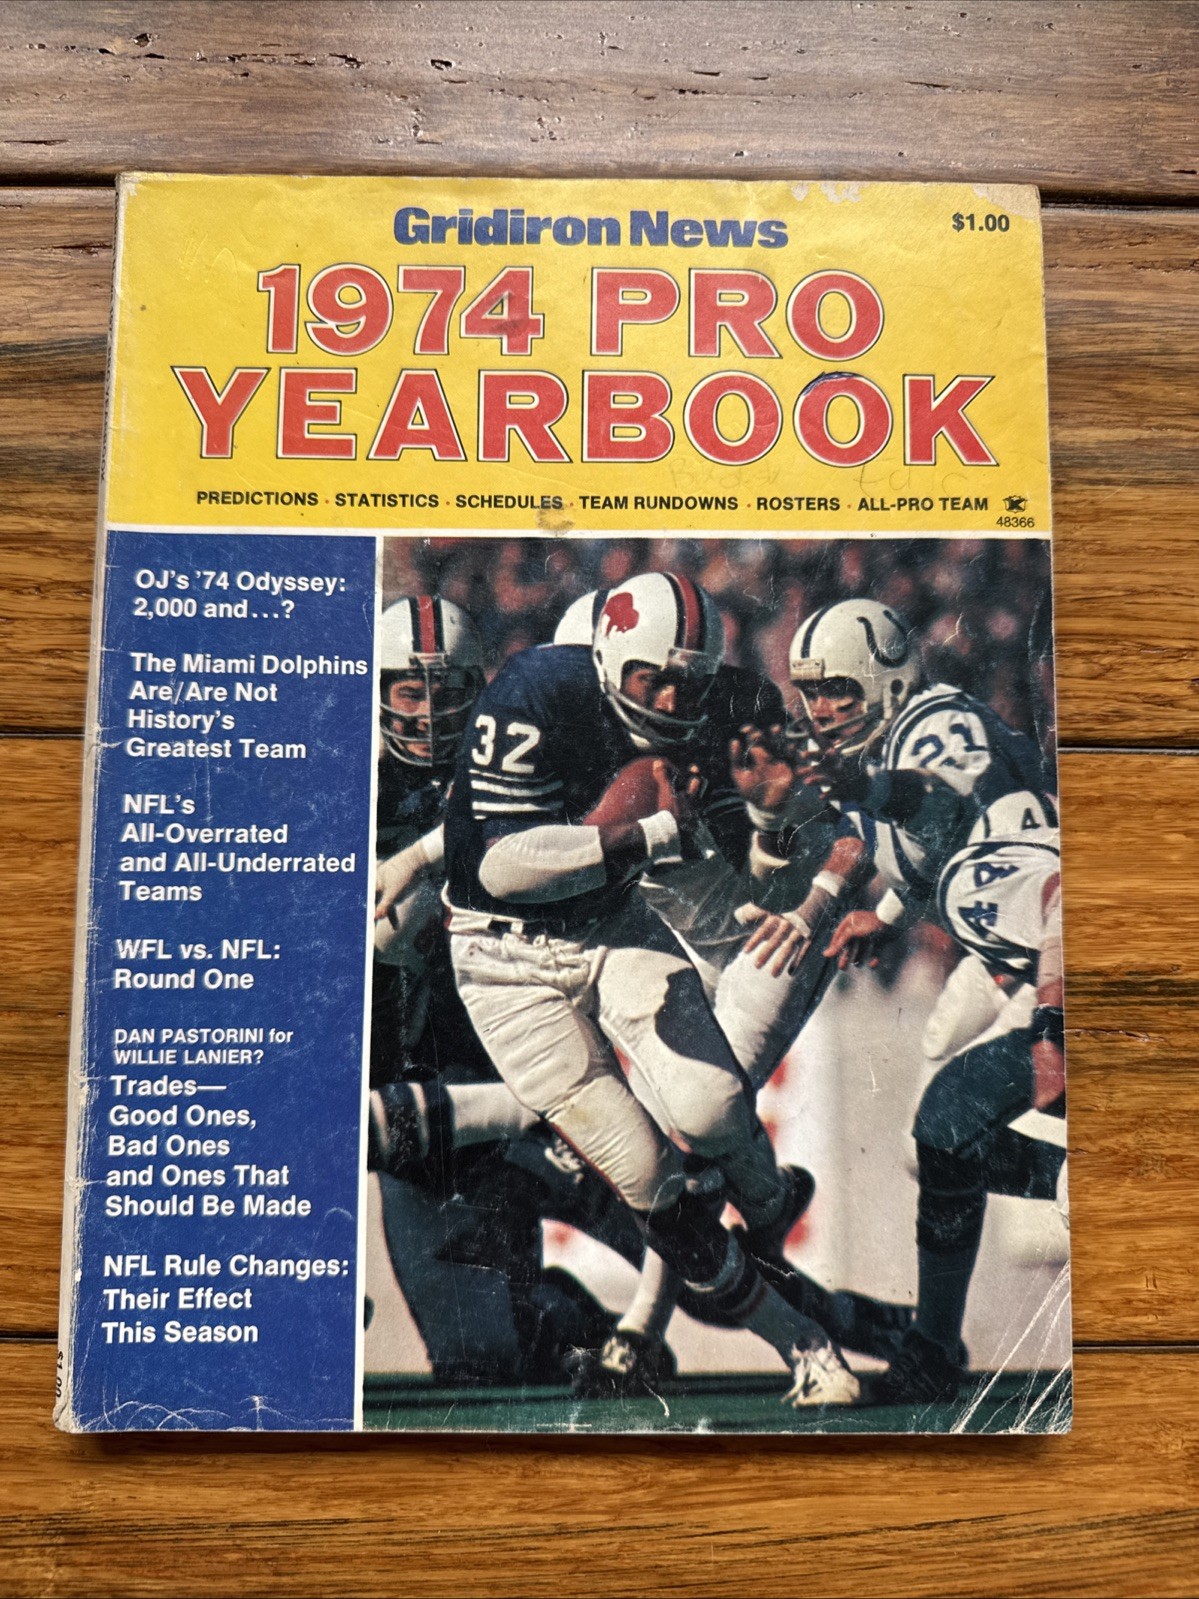 Gridiron News
$1.00
1974 PRO
YEARBOOK
PREDICTIONS · STATISTICS · SCHEDULES · TEAM RUNDOWNS · ROSTERS · ALL-PRO TEAM
48366
OJ's '74 Odyssey:
2,000 and...?
The Miami Dolphins
Are/Are Not
History's
Greatest Team
NFL's
All-Overrated
and All-Underrated
Teams
WFL vs. NFL:
Round One
DAN PASTORINI for
WILLIE LANIER?
Trades—
Good Ones,
Bad Ones
and Ones That
Should Be Made
NFL Rule Changes:
Their Effect
This Season
32
4
$1.00